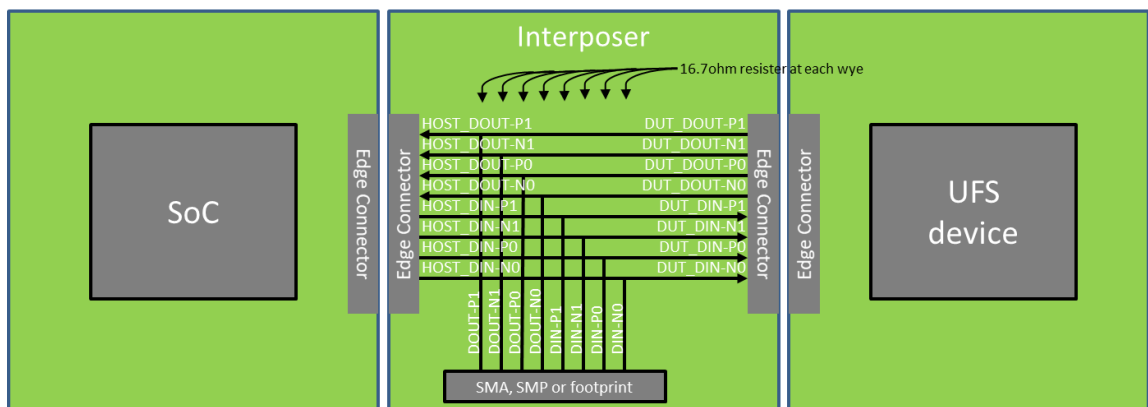 Interposer
16.7ohm resister at each wye
HOST_DOUT-P1 DUT_DOUT-P1
HOST_DOUT-N1 DUT_DOUT-N1
HOST_DOUT-P0 DUT_DOUT-P0
HOST_DOUT-N0 DUT_DOUT-N0
HOST_DIN-P1 DUT_DIN-P1
HOST_DIN-N1 DUT_DIN-N1
HOST_DIN-P0 DUT_DIN-P0
HOST_DIN-N0 DUT_DIN-N0
SoC
Edge Connector
Edge Connector
Edge Connector
Edge Connector
UFS
device
DOUT-P1
DOUT-N1
DOUT-P0
DOUT-N0
DIN-P1
DIN-N1
DIN-P0
DIN-N0
SMA, SMP or footprint